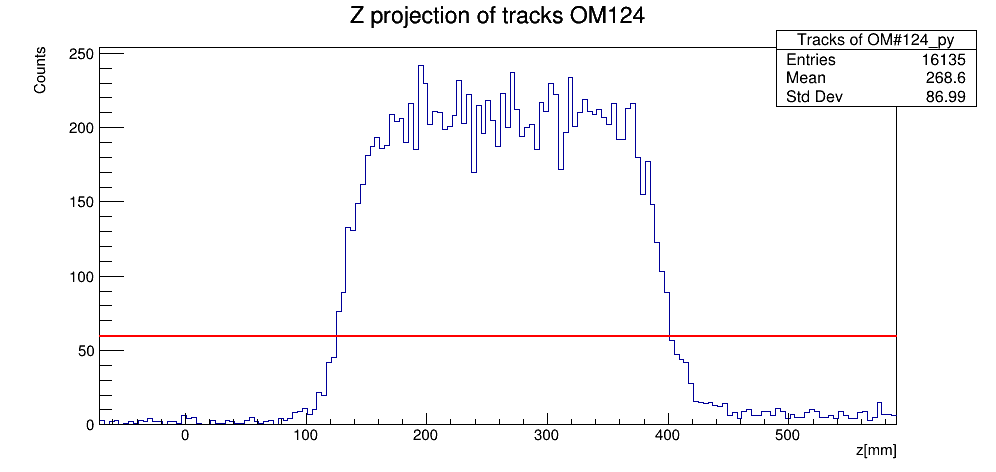 Z projection of tracks OM124
Tracks of OM#124_py
Entries 16135
Mean 268.6
Std Dev 86.99
Counts
250
200
150
100
50
0
0 100 200 300 400 500
z[mm]